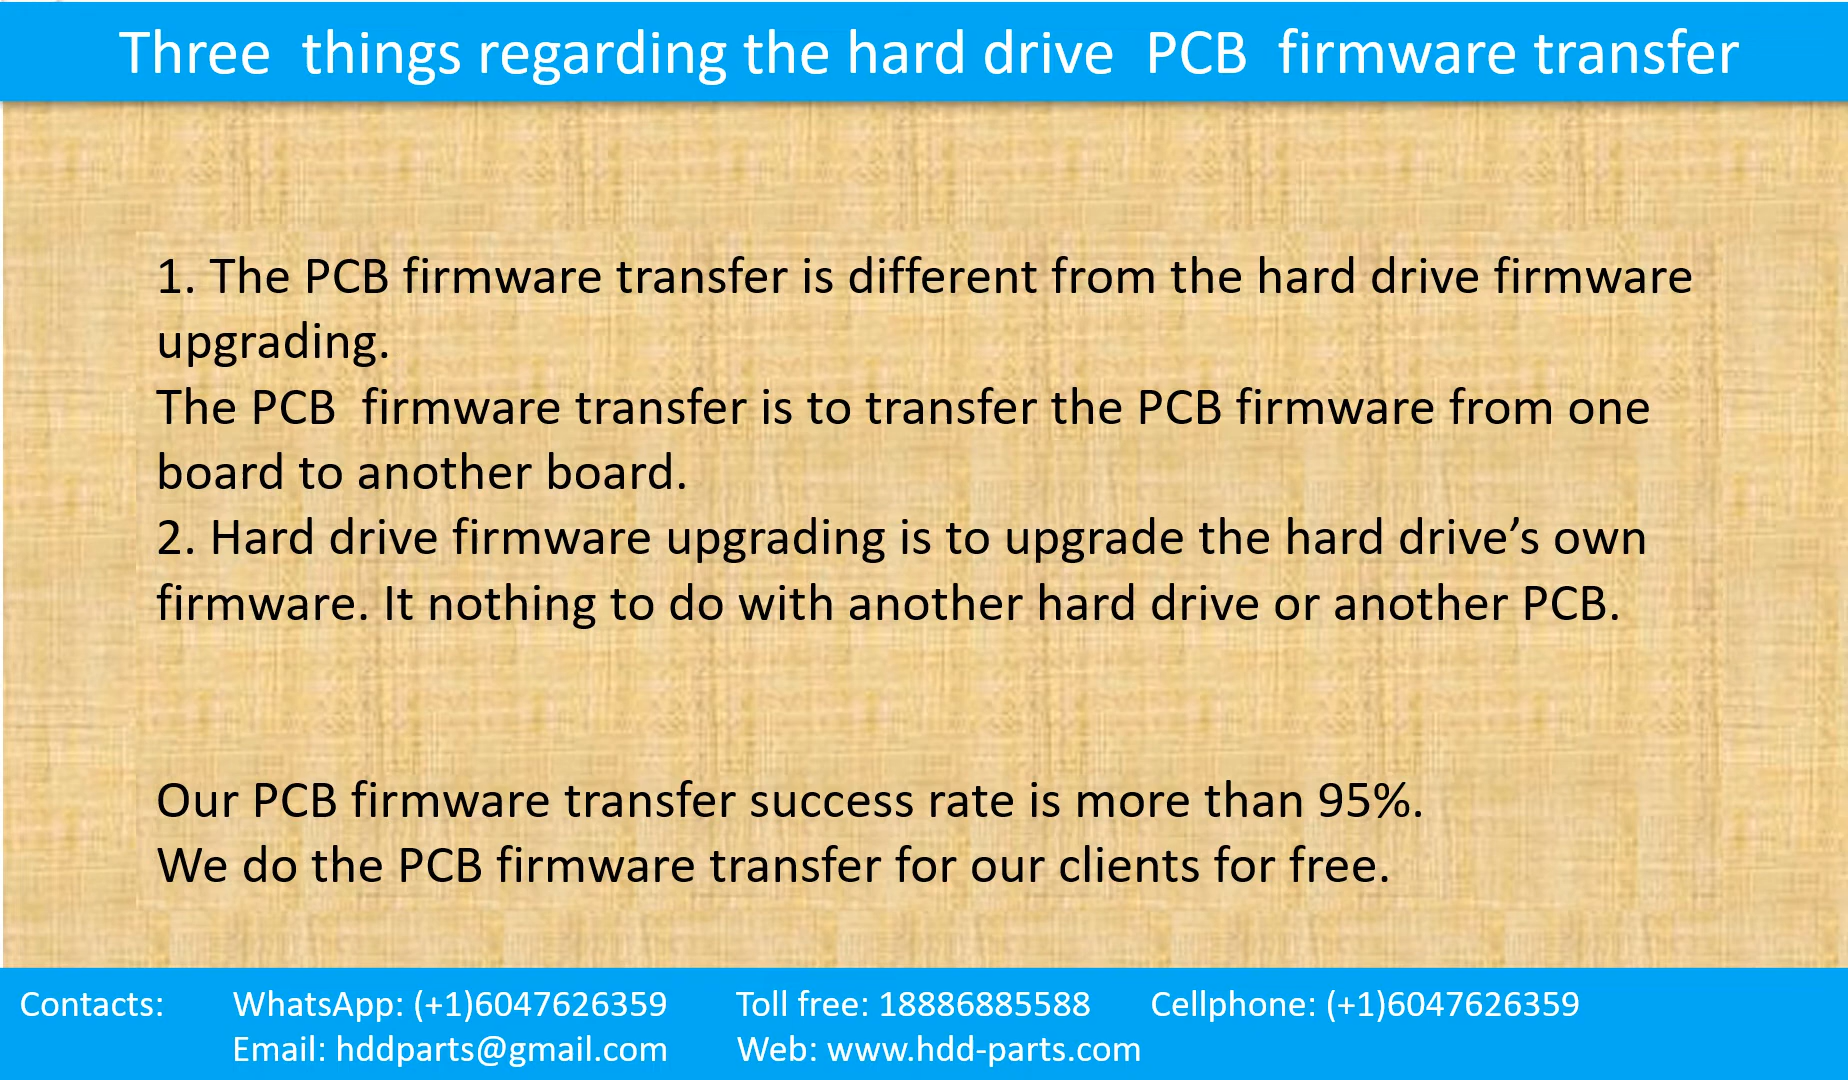 Three  things regarding the hard drive  PCB  firmware transfer
1. The PCB firmware transfer is different from the hard drive firmware
upgrading.
The PCB  firmware transfer is to transfer the PCB firmware from one
board to another board.
2. Hard drive firmware upgrading is to upgrade the hard drive’s own
firmware. It nothing to do with another hard drive or another PCB.
Our PCB firmware transfer success rate is more than 95%.
We do the PCB firmware transfer for our clients for free.
Contacts: WhatsApp: (+1)6047626359 Toll free: 18886885588 Cellphone: (+1)6047626359
Email: hddparts@gmail.com Web: www.hdd-parts.com